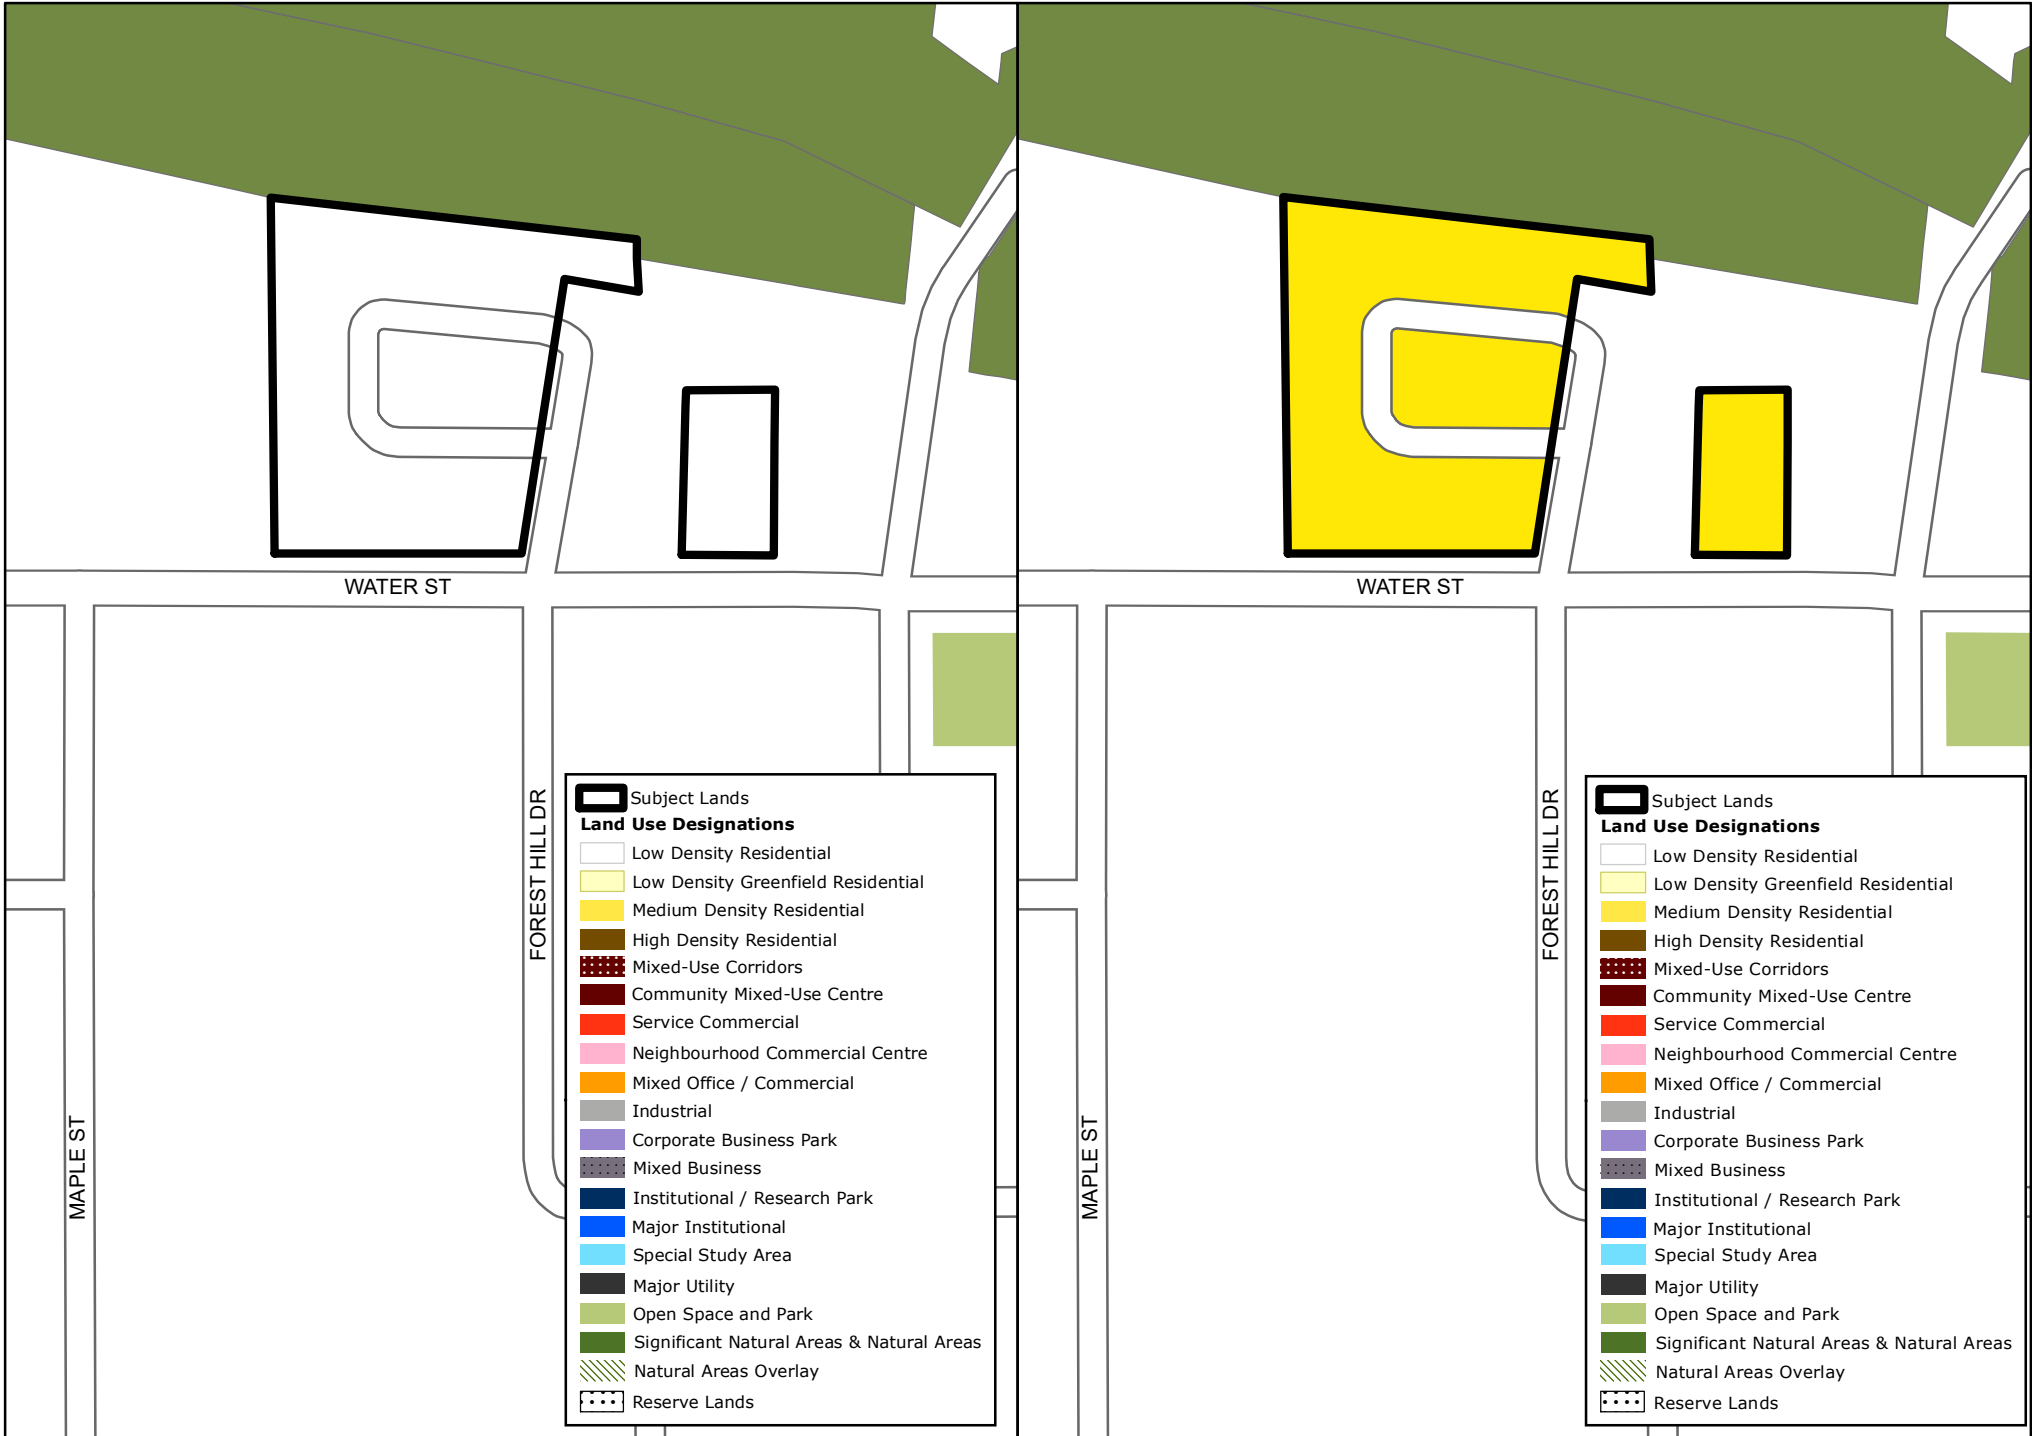 WATER ST
FOREST HILL DR
MAPLE ST
Subject Lands
Land Use Designations
Low Density Residential
Low Density Greenfield Residential
Medium Density Residential
High Density Residential
Mixed-Use Corridors
Community Mixed-Use Centre
Service Commercial
Neighbourhood Commercial Centre
Mixed Office / Commercial
Industrial
Corporate Business Park
Mixed Business
Institutional / Research Park
Major Institutional
Special Study Area
Major Utility
Open Space and Park
Significant Natural Areas & Natural Areas
Natural Areas Overlay
Reserve Lands
WATER ST
FOREST HILL DR
MAPLE ST
Subject Lands
Land Use Designations
Low Density Residential
Low Density Greenfield Residential
Medium Density Residential
High Density Residential
Mixed-Use Corridors
Community Mixed-Use Centre
Service Commercial
Neighbourhood Commercial Centre
Mixed Office / Commercial
Industrial
Corporate Business Park
Mixed Business
Institutional / Research Park
Major Institutional
Special Study Area
Major Utility
Open Space and Park
Significant Natural Areas & Natural Areas
Natural Areas Overlay
Reserve Lands